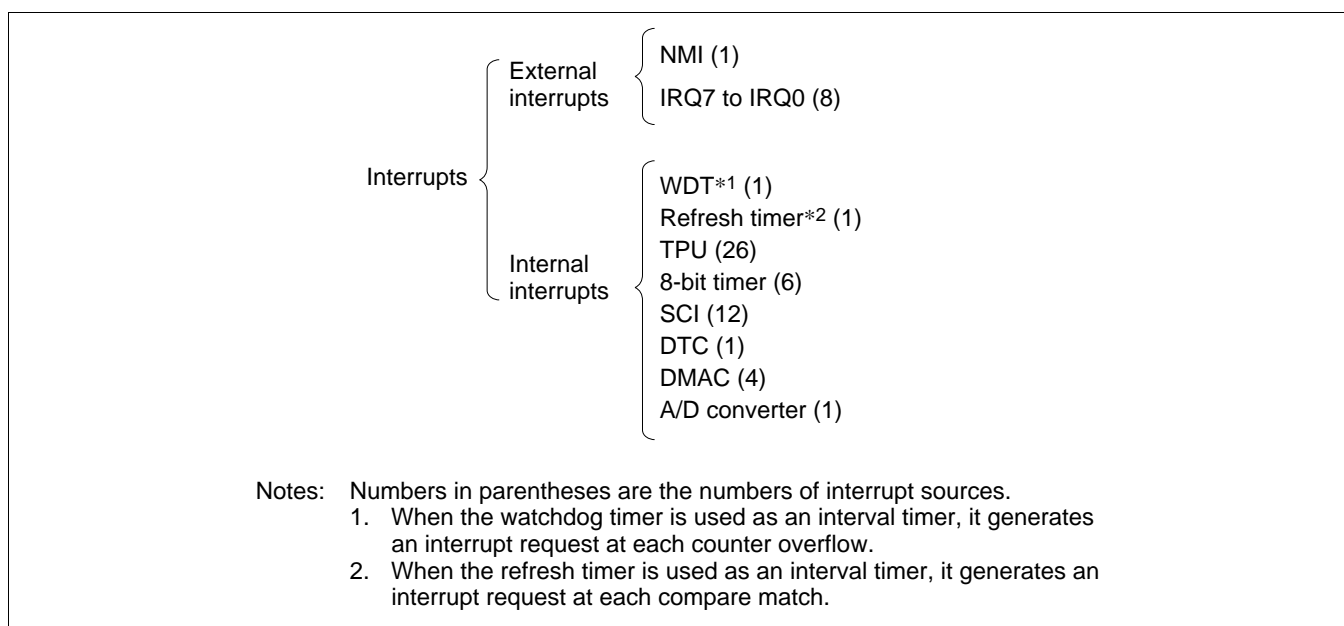 Interrupts
External
interrupts
NMI (1)
IRQ7 to IRQ0 (8)
Internal
interrupts
WDT*1 (1)
Refresh timer*2 (1)
TPU (26)
8-bit timer (6)
SCI (12)
DTC (1)
DMAC (4)
A/D converter (1)
Notes: Numbers in parentheses are the numbers of interrupt sources.
1. When the watchdog timer is used as an interval timer, it generates
an interrupt request at each counter overflow.
2. When the refresh timer is used as an interval timer, it generates an
interrupt request at each compare match.